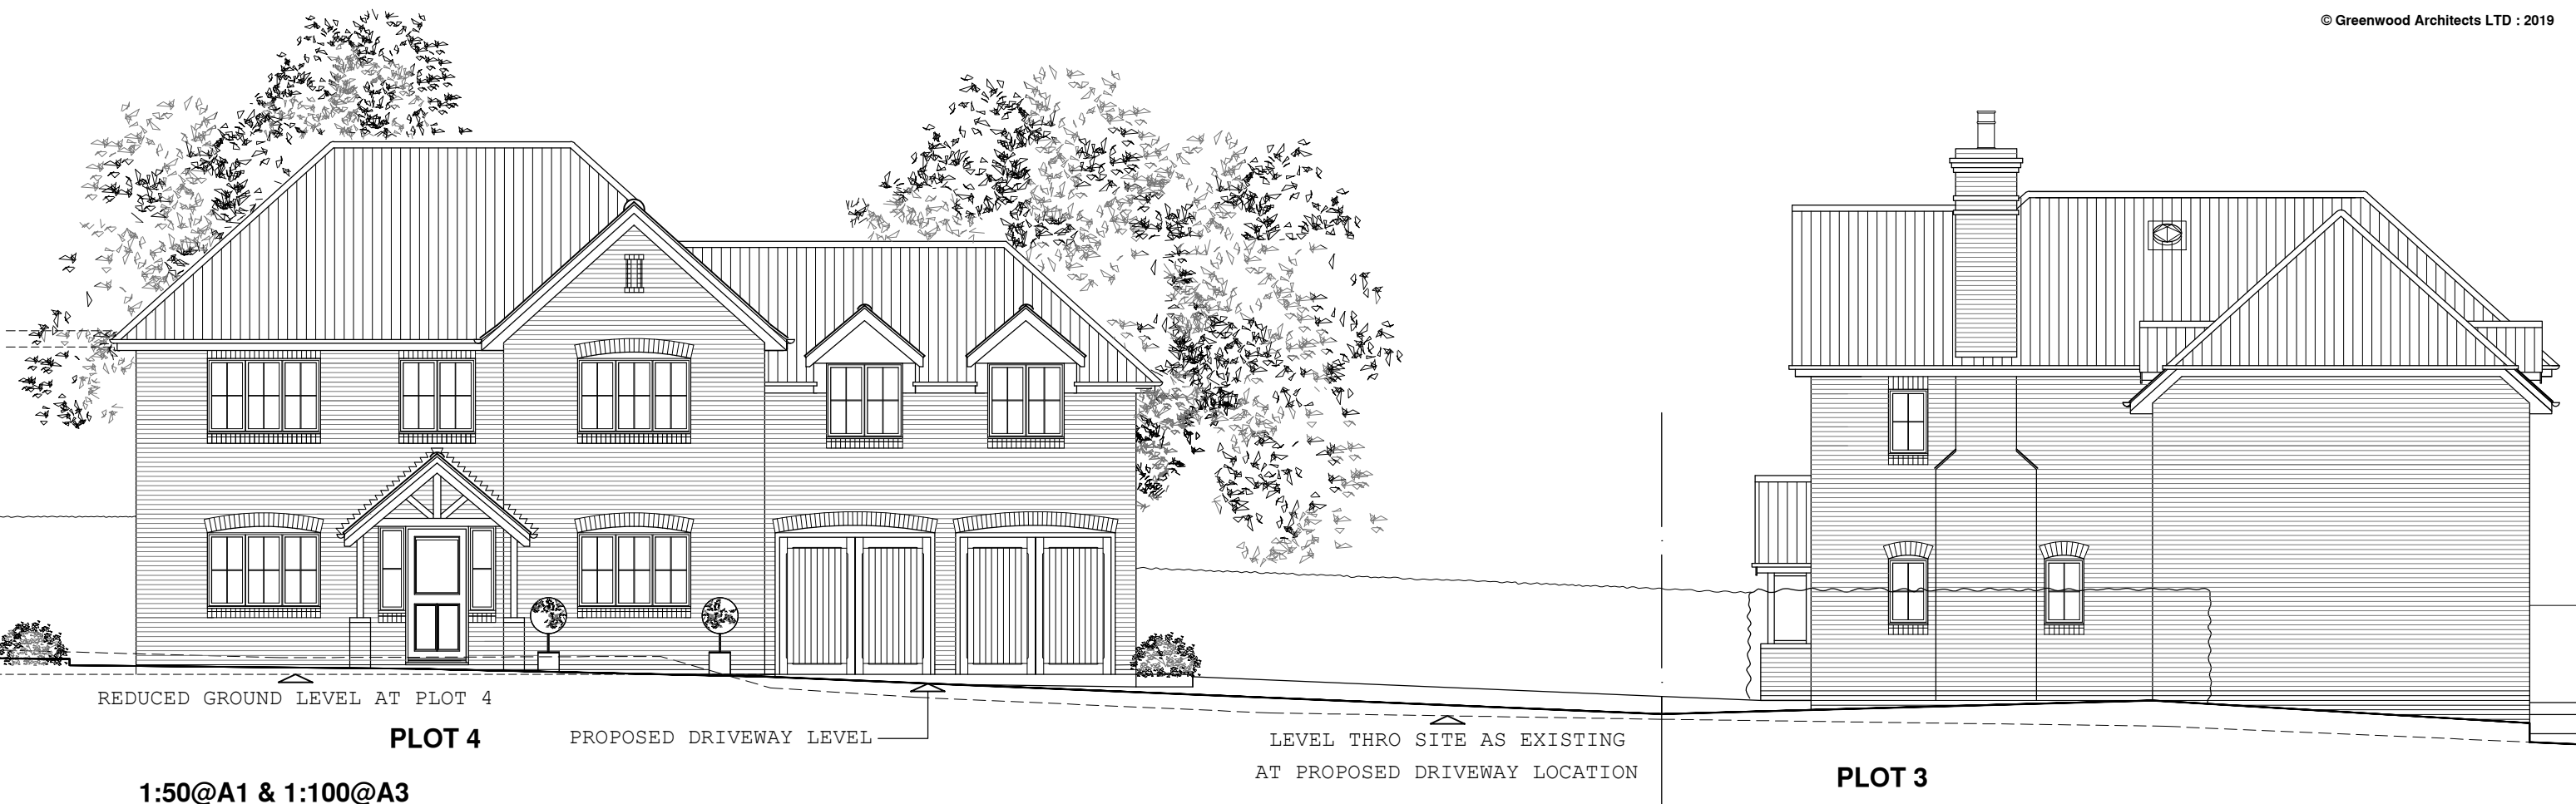 © Greenwood Architects LTD : 2019
REDUCED GROUND LEVEL AT PLOT 4
PLOT 4
PROPOSED DRIVEWAY LEVEL
LEVEL THRO SITE AS EXISTING
AT PROPOSED DRIVEWAY LOCATION
PLOT 3
1:50@A1 & 1:100@A3